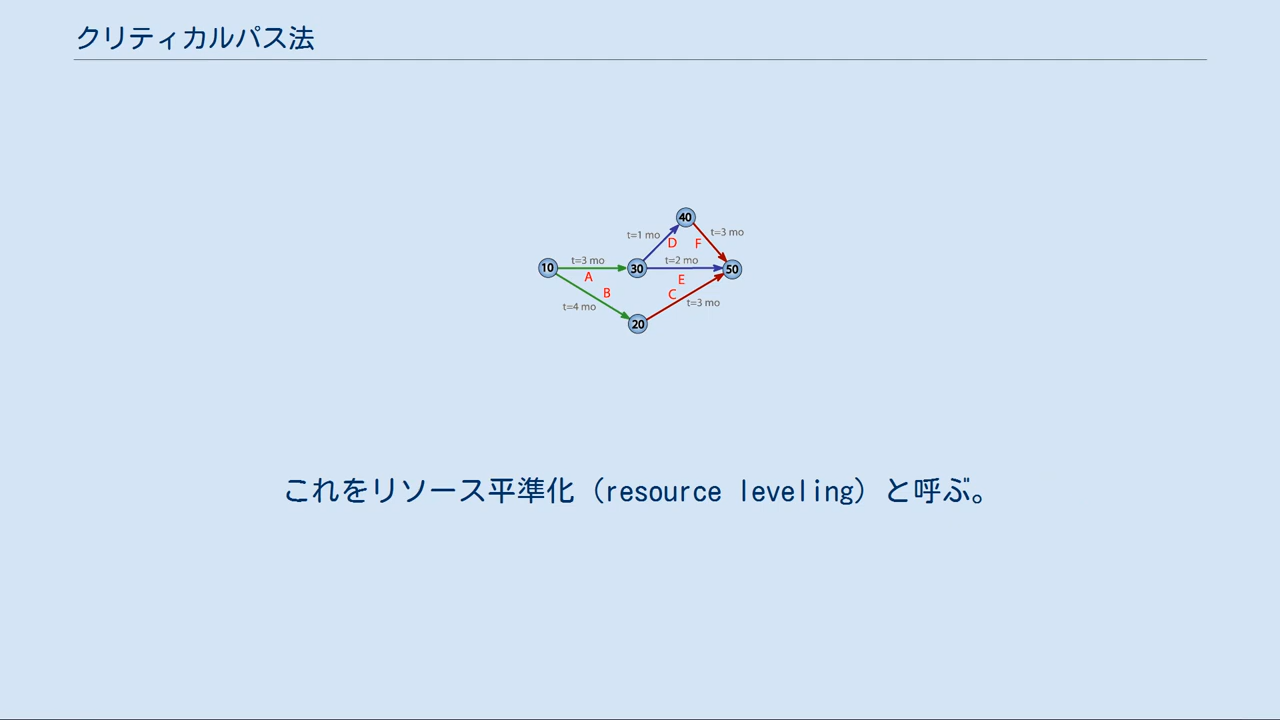 クリティカルパス法
40
t=1 mo
t=3 mo
D
F
t=3 mo
t=2 mo
10
30
50
A
E
B
C
t=4 mo
t=3 mo
20
これをリソース平準化（resource leveling）と呼ぶ。